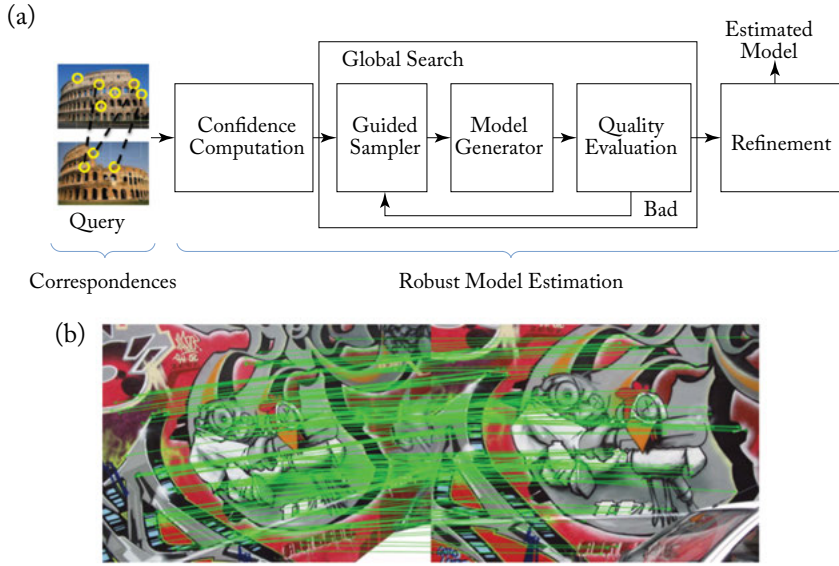 (a)
Global Search
Estimated
Model
Confidence
Computation
Guided
Sampler
Model
Generator
Quality
Evaluation
Refinement
Bad
Query
Correspondences
Robust Model Estimation
(b)